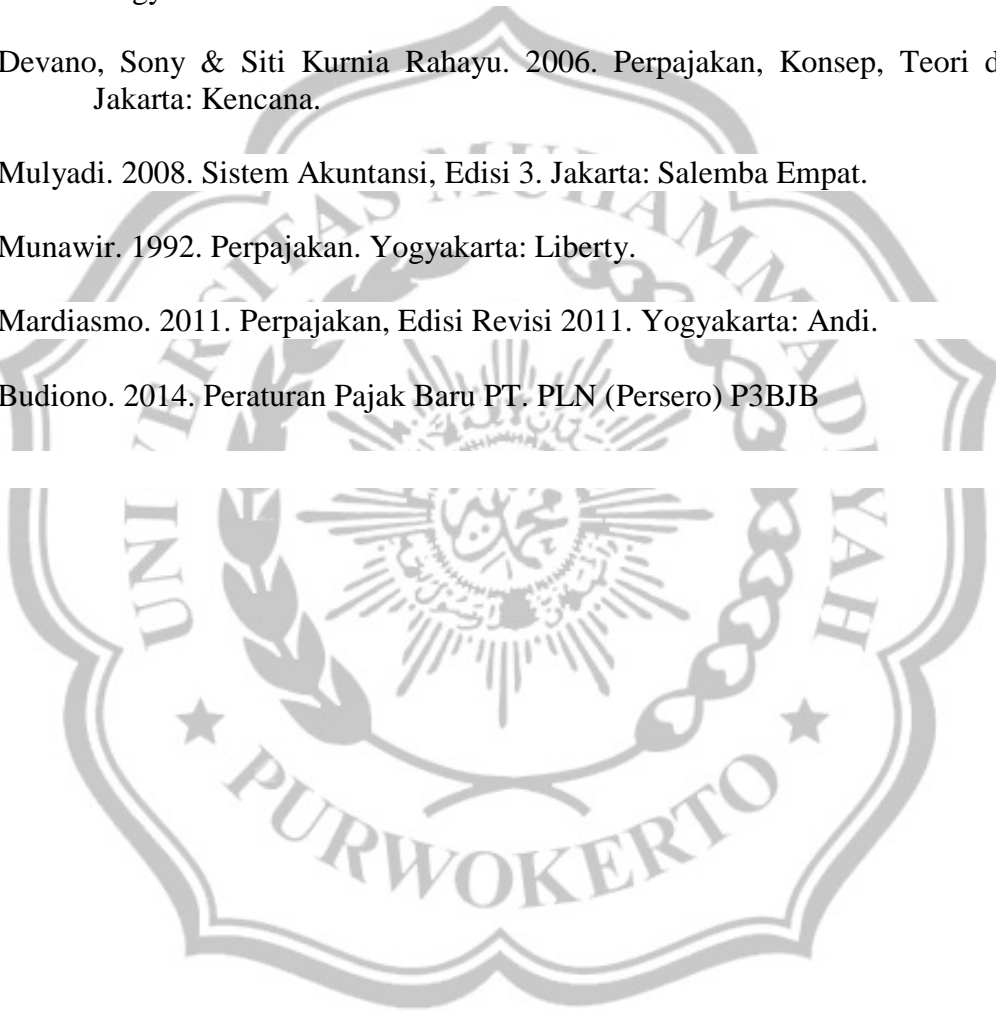 Devano, Sony & Siti Kurnia Rahayu. 2006. Perpajakan, Konsep, Teori d
Jakarta: Kencana.
Mulyadi. 2008. Sistem Akuntansi, Edisi 3. Jakarta: Salemba Empat.
Munawir. 1992. Perpajakan. Yogyakarta: Liberty.
Mardiasmo. 2011. Perpajakan, Edisi Revisi 2011. Yogyakarta: Andi.
Budiono. 2014. Peraturan Pajak Baru PT. PLN (Persero) P3BJB
UNIVERSITAS MUHAMMADIYAH
PURWOKERTO